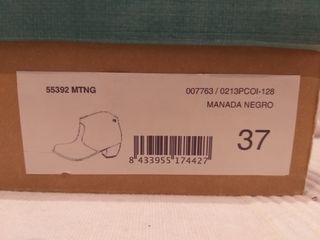 55392 MTNG
007763 / 0213PCOI-128
MANADA NEGRO
37
8 433955 174427